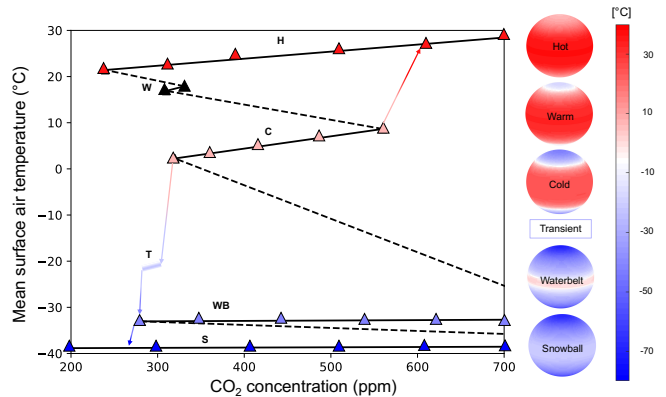 [°C]
30
20
10
0
−10
−20
−30
−40
Mean surface air temperature (°C)
H
W
C
T
WB
S
200
300
400
500
600
700
CO2 concentration (ppm)
Hot
Warm
Cold
Transient
Waterbelt
Snowball
30
10
-10
-30
-50
-70